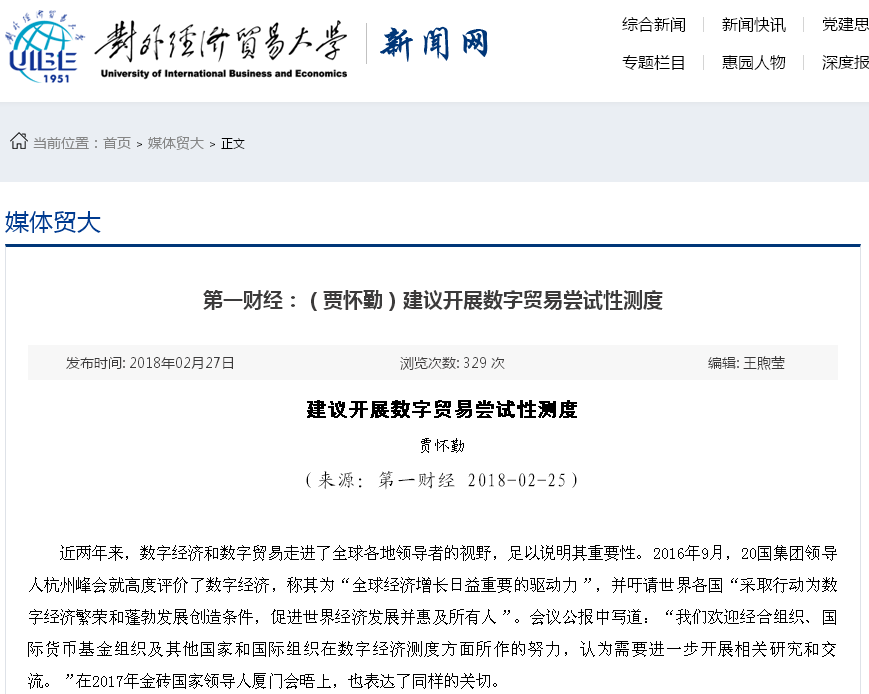 對外經濟貿易大學
University of International Business and Economics
UIBE
1951
新闻网
综合新闻 新闻快讯 党建思
专题栏目 惠园人物 深度报
当前位置：首页 > 媒体贸大 > 正文
媒体贸大
第一财经：（贾怀勤）建议开展数字贸易尝试性测度
发布时间: 2018年02月27日 浏览次数: 329 次 编辑: 王煦莹
建议开展数字贸易尝试性测度
贾怀勤
（来源：第一财经 2018-02-25）
近两年来，数字经济和数字贸易走进了全球各地领导者的视野，足以说明其重要性。2016年9月，20国集团领导
人杭州峰会就高度评价了数字经济，称其为“全球经济增长日益重要的驱动力”，并吁请世界各国“采取行动为数
字经济繁荣和蓬勃发展创造条件，促进世界经济发展并惠及所有人”。会议公报中写道：“我们欢迎经合组织、国
际货币基金组织及其他国家和国际组织在数字经济测度方面所作的努力，认为需要进一步开展相关研究和交
流。”在2017年金砖国家领导人厦门会晤上，也表达了同样的关切。